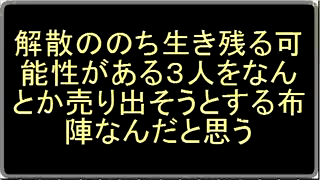 解散ののち生き残る可
能性がある３人をなん
とか売り出そうとする布
陣なんだと思う